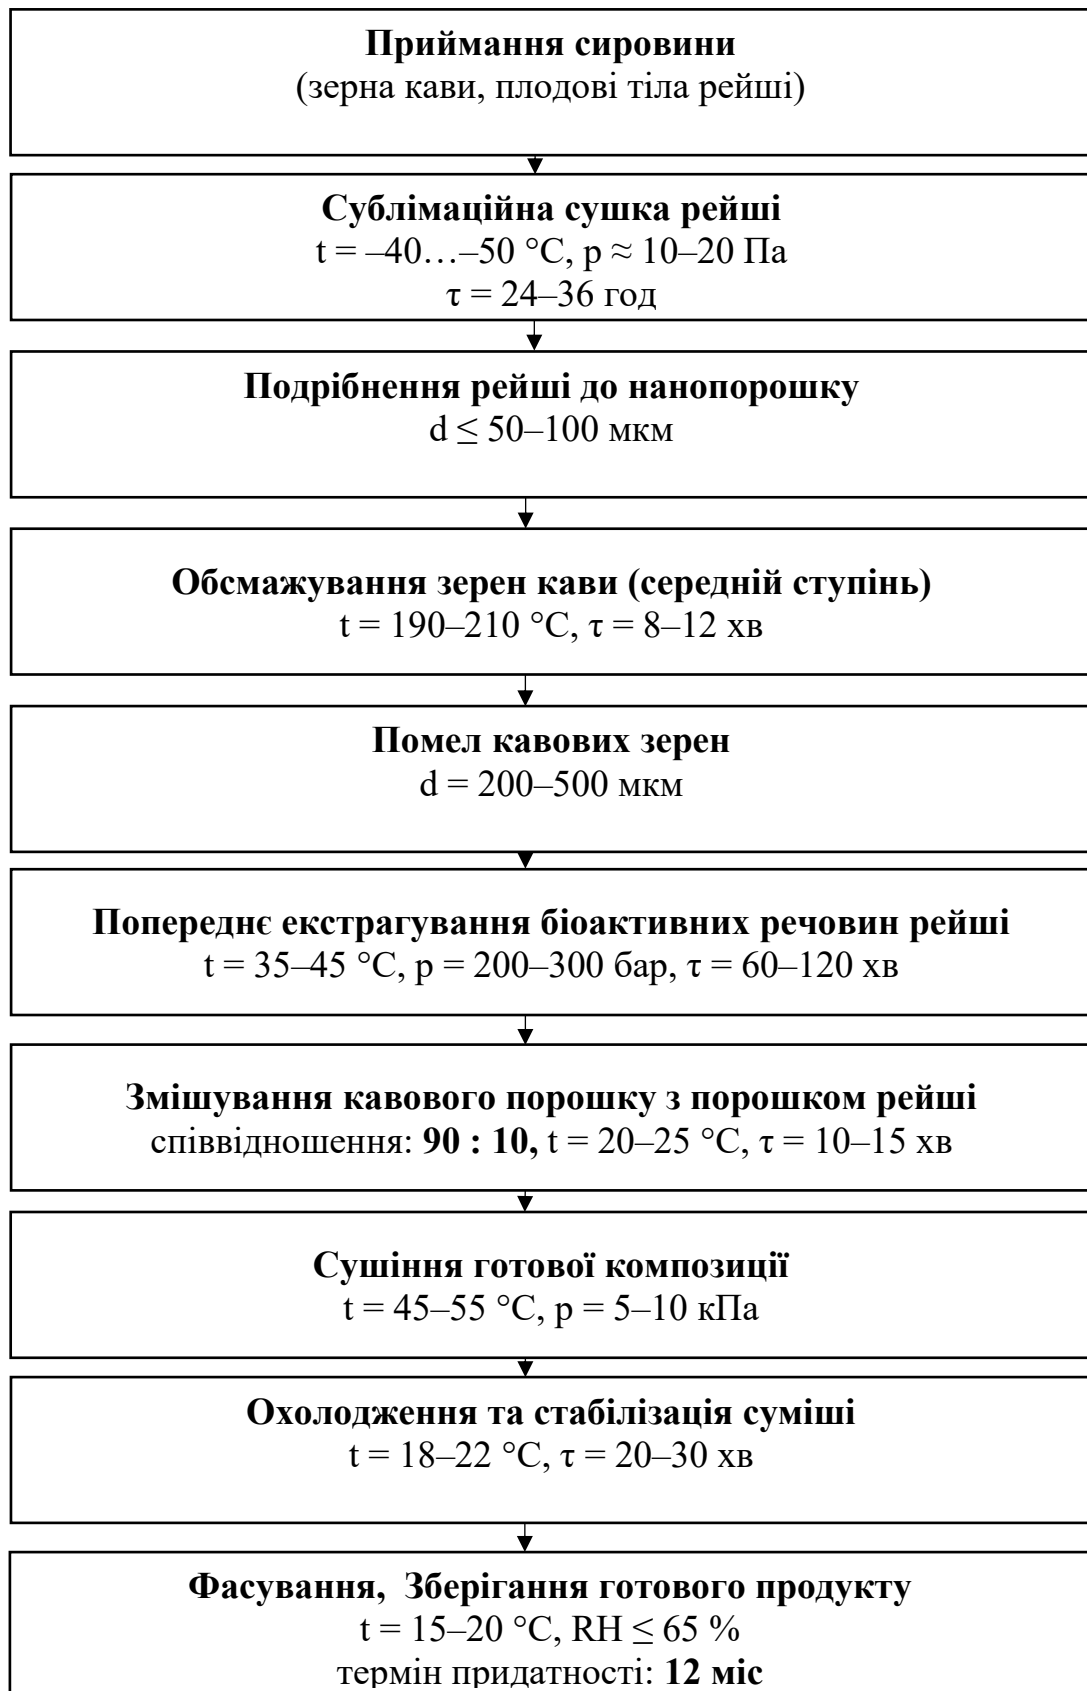 Приймання сировини
(зерна кави, плодові тіла рейші)
Сублімаційна сушка рейші
t = –40…–50 °C, p ≈ 10–20 Па
τ = 24–36 год
Подрібнення рейші до нанопорошку
d ≤ 50–100 мкм
Обсмажування зерен кави (середній ступінь)
t = 190–210 °C, τ = 8–12 хв
Помел кавових зерен
d = 200–500 мкм
Попереднє екстрагування біоактивних речовин рейші
t = 35–45 °C, p = 200–300 бар, τ = 60–120 хв
Змішування кавового порошку з порошком рейші
співвідношення: 90 : 10, t = 20–25 °C, τ = 10–15 хв
Сушіння готової композиції
t = 45–55 °C, p = 5–10 кПа
Охолодження та стабілізація суміші
t = 18–22 °C, τ = 20–30 хв
Фасування, Зберігання готового продукту
t = 15–20 °C, RH ≤ 65 %
термін придатності: 12 міс